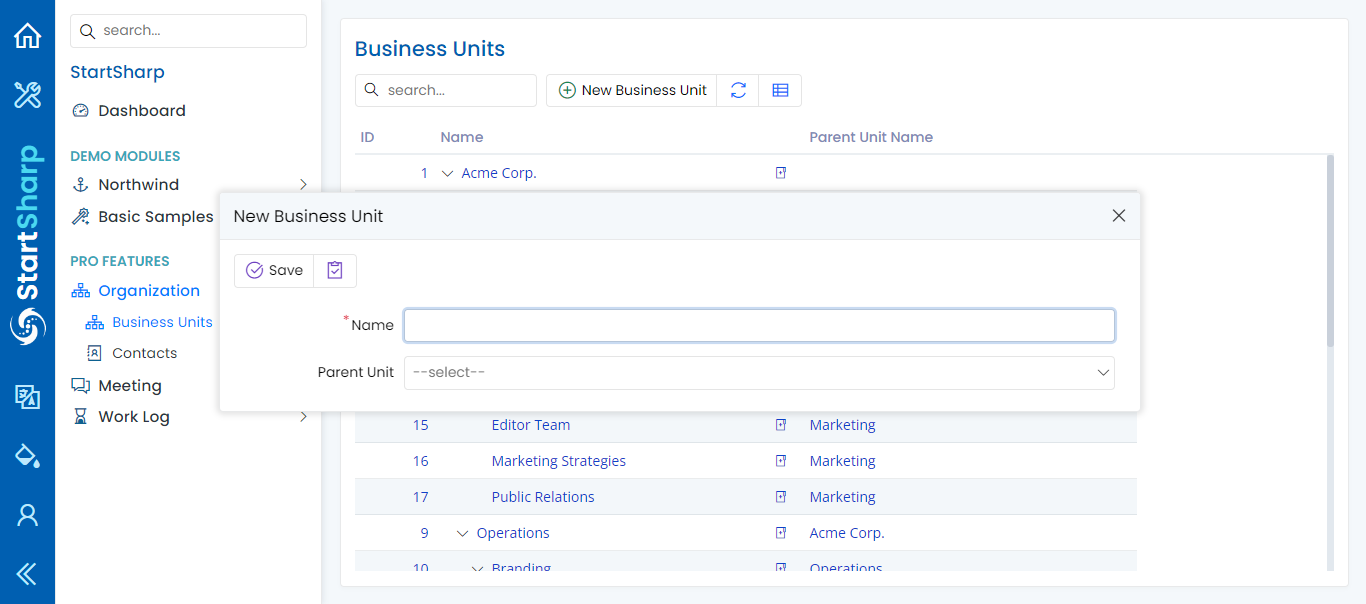 search...
StartSharp
Dashboard
DEMO MODULES
Northwind
Basic Samples
PRO FEATURES
Organization
Business Units
Contacts
Meeting
Work Log
StartSharp
Business Units
search...
New Business Unit
ID Name Parent Unit Name
1 Acme Corp.
New Business Unit
Save
*Name
Parent Unit --select--
15 Editor Team Marketing
16 Marketing Strategies Marketing
17 Public Relations Marketing
9 Operations Acme Corp.
10 Branding Operations